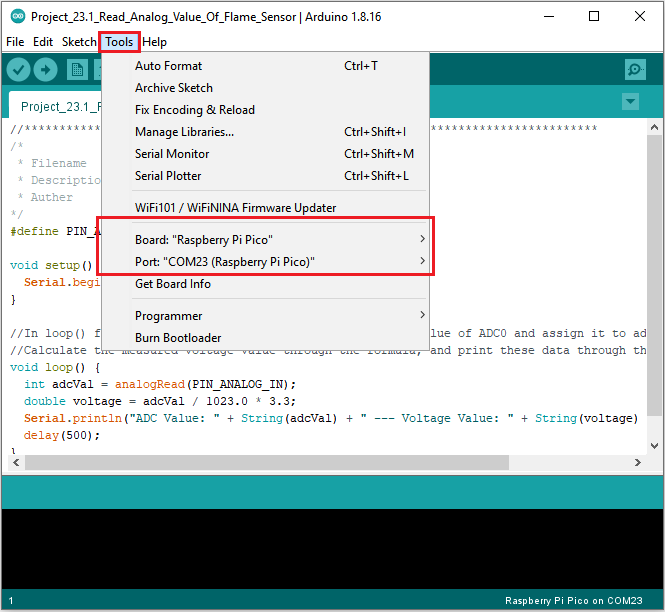 Project_23.1_Read_Analog_Value_Of_Flame_Sensor | Arduino 1.8.16
File Edit Sketch Tools Help
Auto Format Ctrl+T
Archive Sketch
Fix Encoding & Reload
Manage Libraries... Ctrl+Shift+I
Serial Monitor Ctrl+Shift+M
Serial Plotter Ctrl+Shift+L
WiFi101 / WiFiNINA Firmware Updater
Board: "Raspberry Pi Pico"
Port: "COM23 (Raspberry Pi Pico)"
Get Board Info
Programmer
Burn Bootloader
Project_23.1_
/*
* Filename
* Descriptio
* Auther
*/
#define PIN_
void setup()
Serial.begi
}
//In loop() f lue of ADC0 and assign it to ad
//Calculate the measured voltage value through the formula, and print these data through th
void loop() {
int adcVal = analogRead(PIN_ANALOG_IN);
double voltage = adcVal / 1023.0 * 3.3;
Serial.println("ADC Value: " + String(adcVal) + " --- Voltage Value: " + String(voltage)
delay(500);
1
Raspberry Pi Pico on COM23